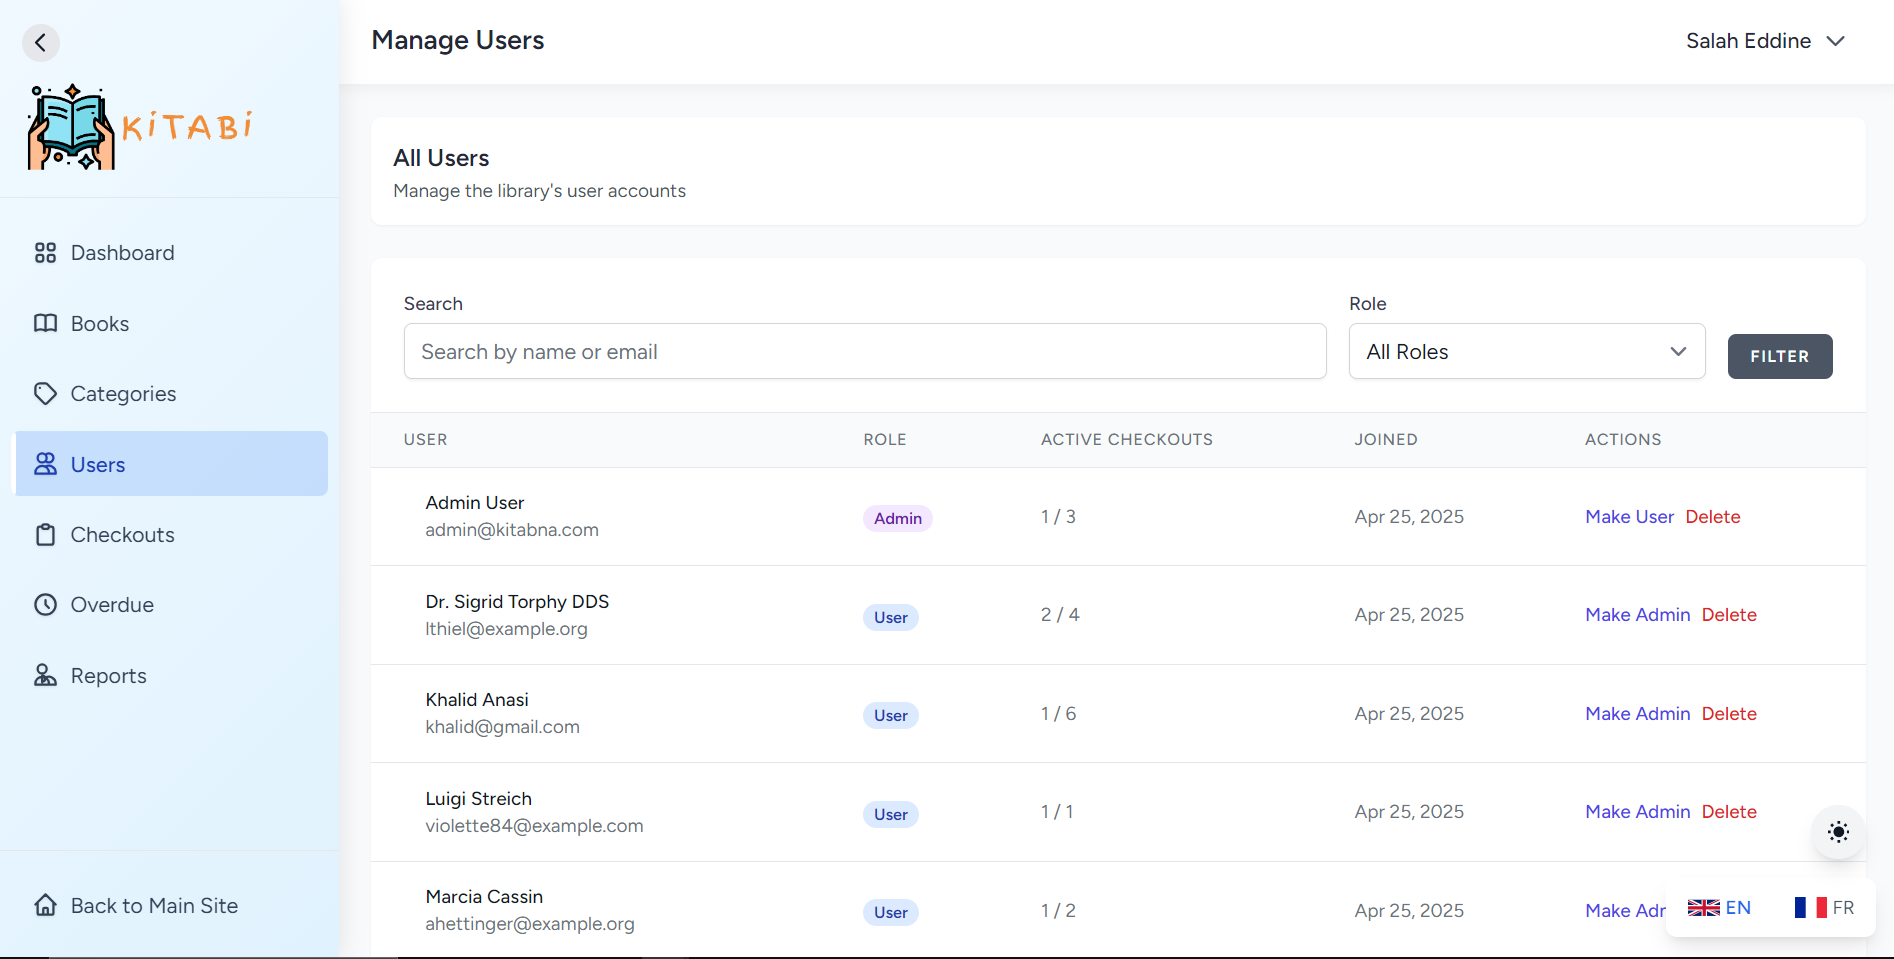 Manage Users
Salah Eddine
KiTABi
Dashboard
Books
Categories
Users
Checkouts
Overdue
Reports
Back to Main Site
All Users
Manage the library's user accounts
Search
Role
Search by name or email
All Roles
FILTER
USER ROLE ACTIVE CHECKOUTS JOINED ACTIONS
Admin User
admin@kitabna.com
Admin 1 / 3 Apr 25, 2025 Make User Delete
Dr. Sigrid Torphy DDS
lthiel@example.org
User 2 / 4 Apr 25, 2025 Make Admin Delete
Khalid Anasi
khalid@gmail.com
User 1 / 6 Apr 25, 2025 Make Admin Delete
Luigi Streich
violette84@example.com
User 1 / 1 Apr 25, 2025 Make Admin Delete
Marcia Cassin
ahettinger@example.org
User 1 / 2 Apr 25, 2025 Make
EN FR